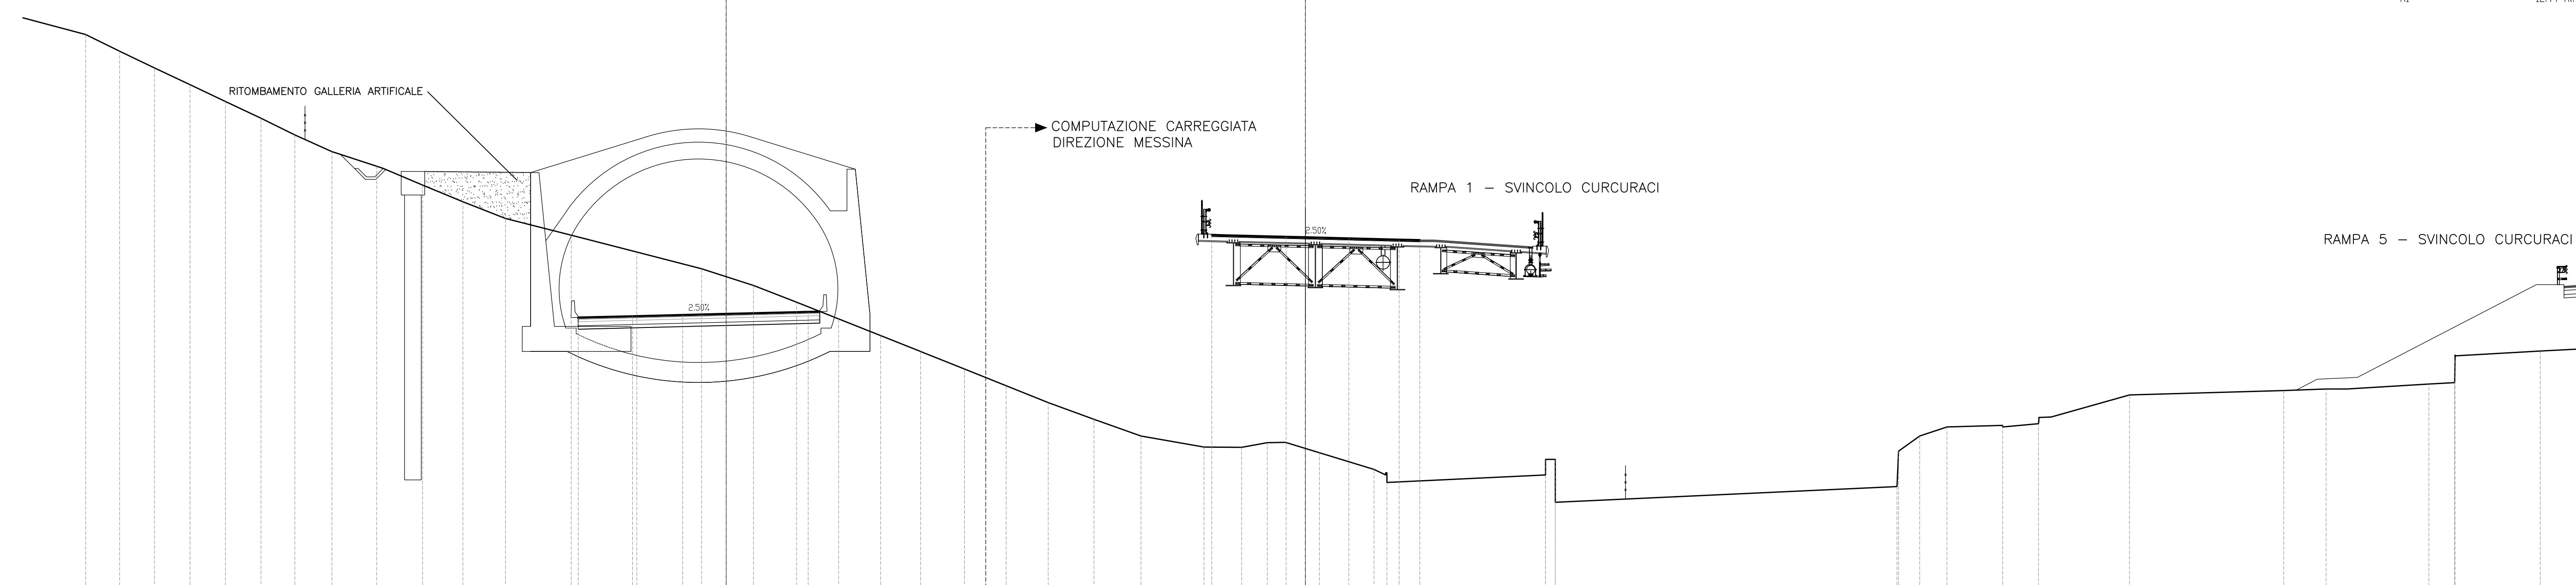 RITOMBAMENTO GALLERIA ARTIFICALE
COMPUTAZIONE CARREGGIATA
DIREZIONE MESSINA
RAMPA 1 – SVINCOLO CURCURACI
2.50%
RAMPA 5 – SVINCOLO CURCURACI
2.50%